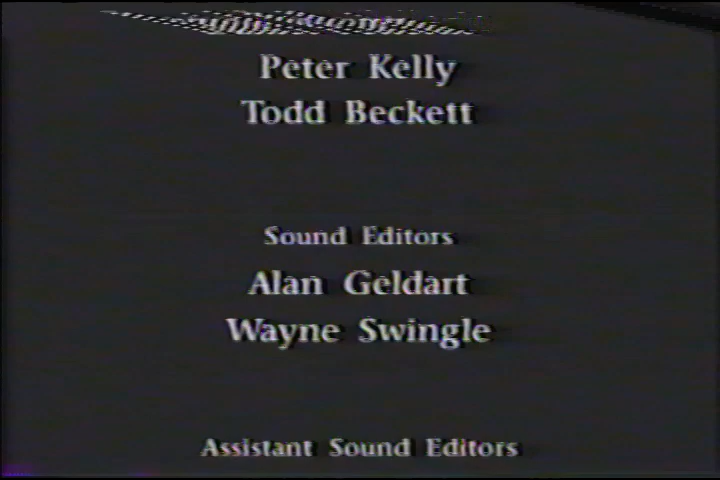 Peter Kelly
Todd Beckett
Sound Editors
Alan Geldart
Wayne Swingle
Assistant Sound Editors